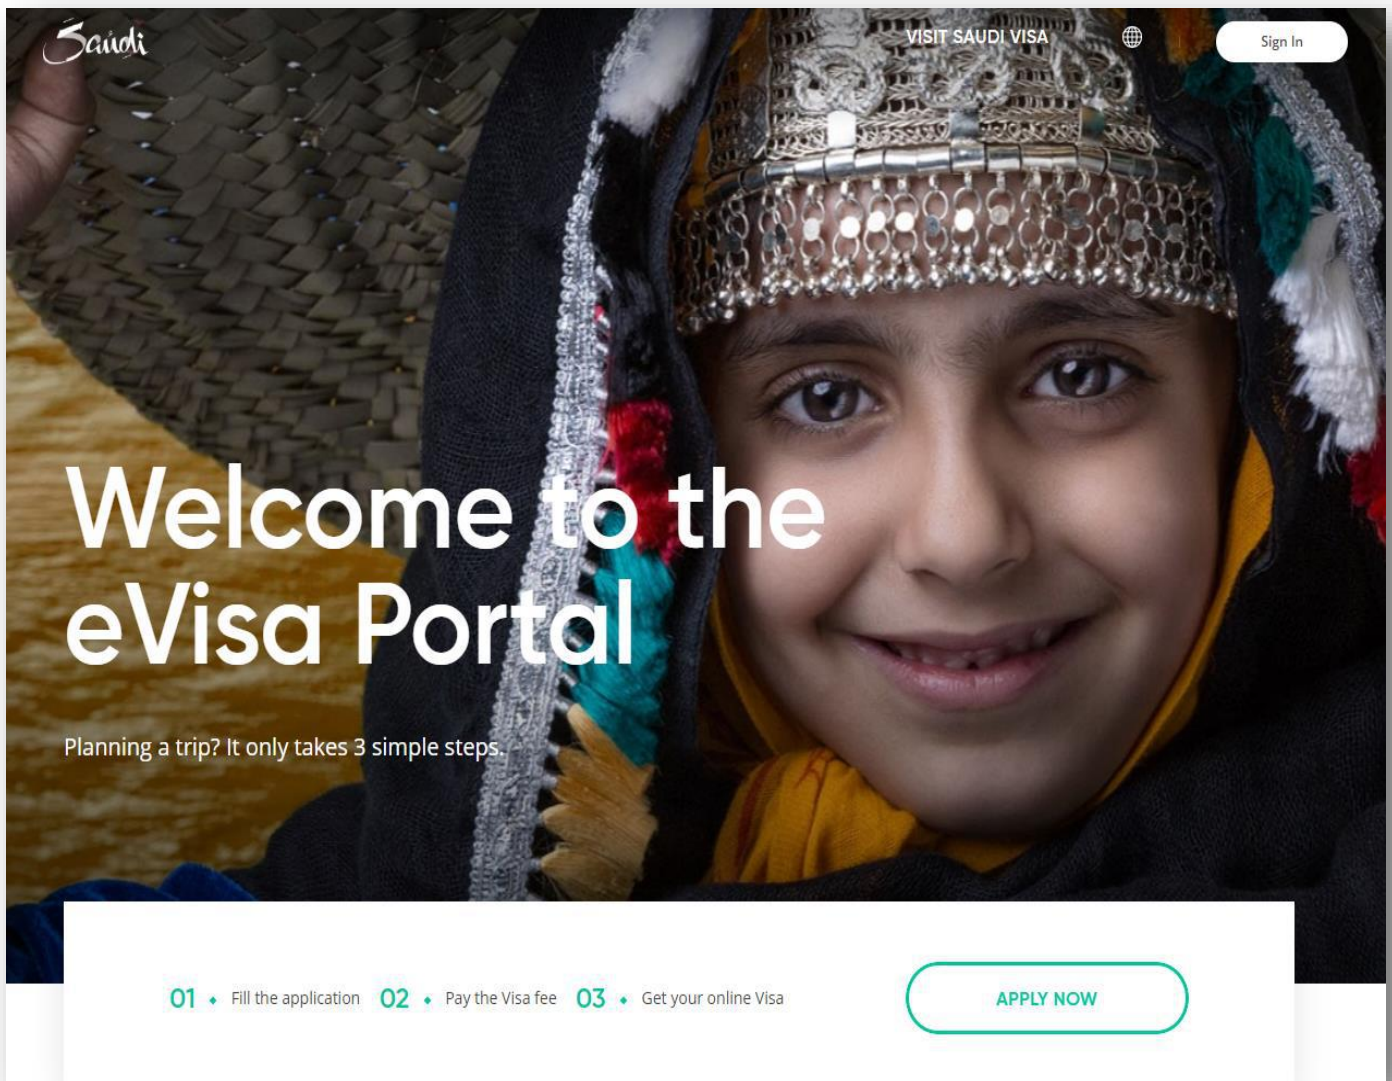 Saudi
VISIT SAUDI VISA
Sign In
Welcome to the
eVisa Portal
Planning a trip? It only takes 3 simple steps.
01 Fill the application 02 Pay the Visa fee 03 Get your online Visa
APPLY NOW